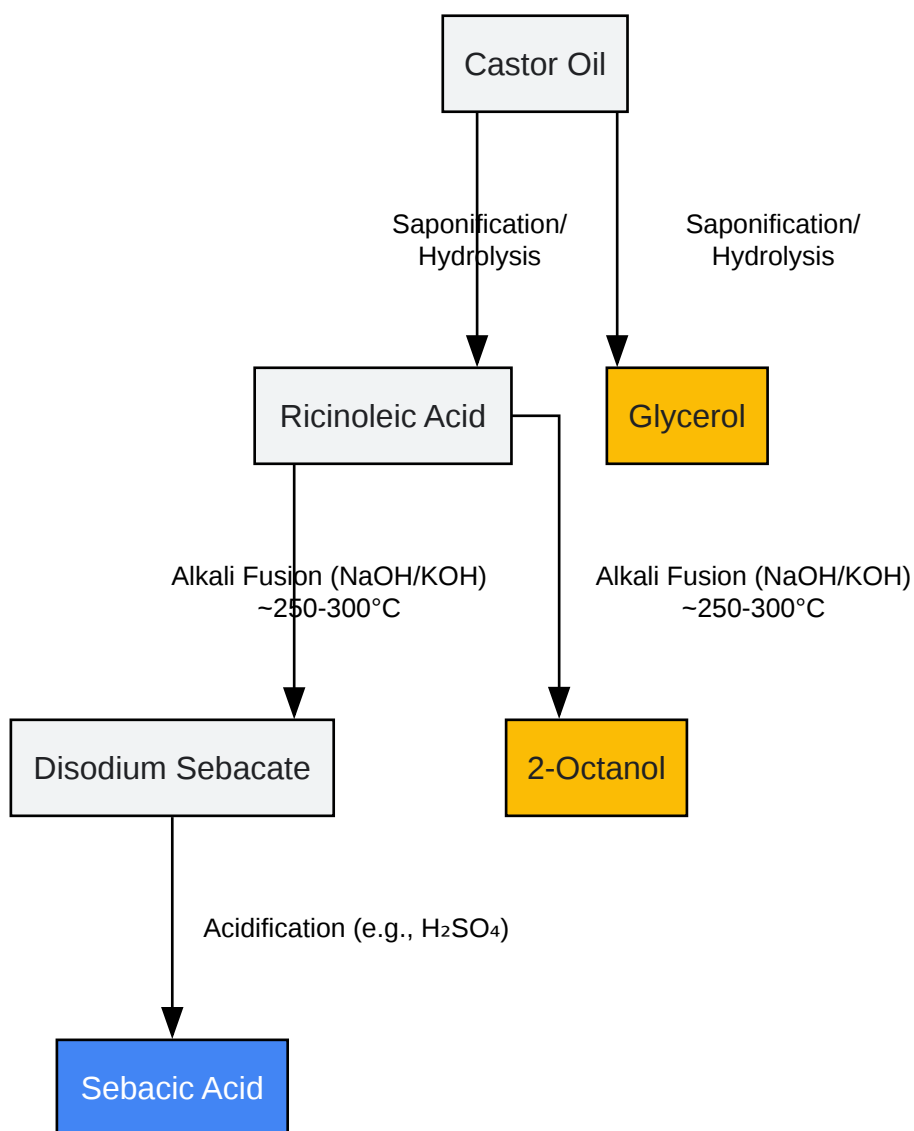 Castor Oil
Saponification/
Hydrolysis
Saponification/
Hydrolysis
Ricinoleic Acid
Glycerol
Alkali Fusion (NaOH/KOH)
~250-300°C
Alkali Fusion (NaOH/KOH)
~250-300°C
Disodium Sebacate
2-Octanol
Acidification (e.g., H₂SO₄)
Sebacic Acid